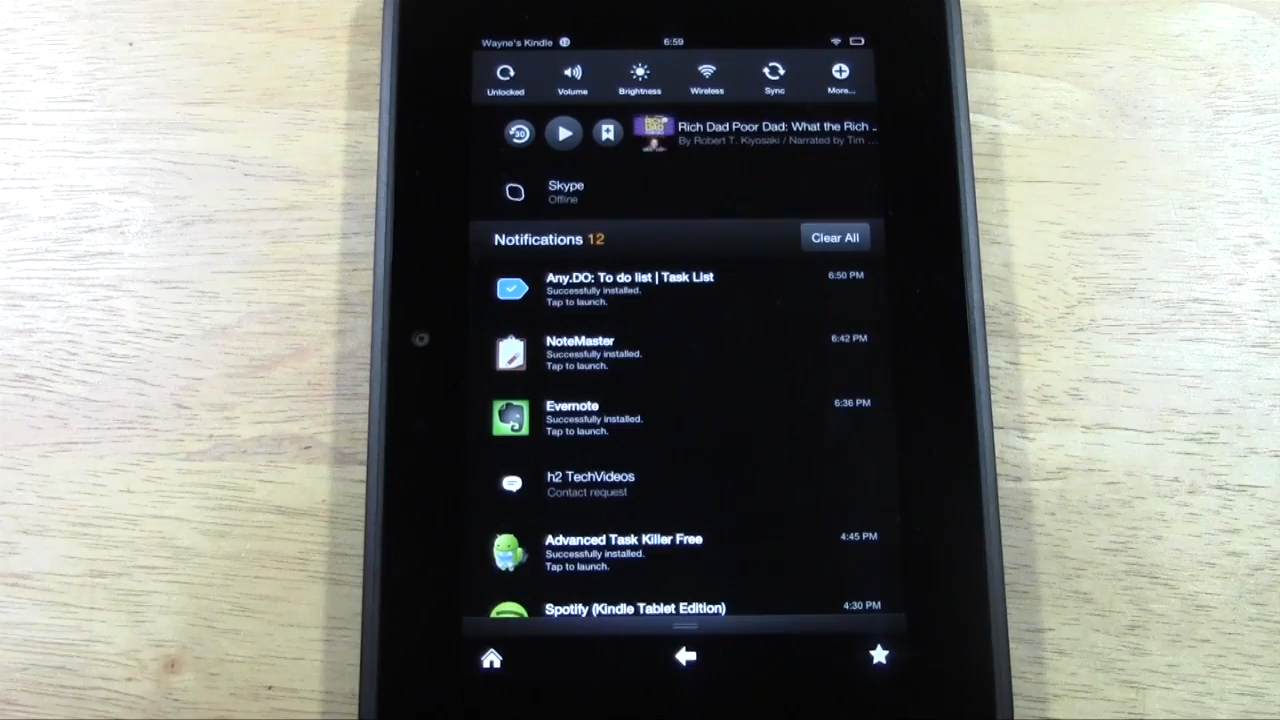 Wayne's Kindle 12 6:59
Unlocked Volume Brightness Wireless Sync More...
30 Rich Dad Poor Dad: What the Rich ..
By Robert T. Kiyosaki / Narrated by Tim ...
Skype
Offline
Notifications 12 Clear All
Any.DO: To do list | Task List 6:50 PM
Successfully installed.
Tap to launch.
NoteMaster 6:42 PM
Successfully installed.
Tap to launch.
Evernote 6:36 PM
Successfully installed.
Tap to launch.
h2 TechVideos
Contact request
Advanced Task Killer Free 4:45 PM
Successfully installed.
Tap to launch.
Spotify (Kindle Tablet Edition) 4:30 PM